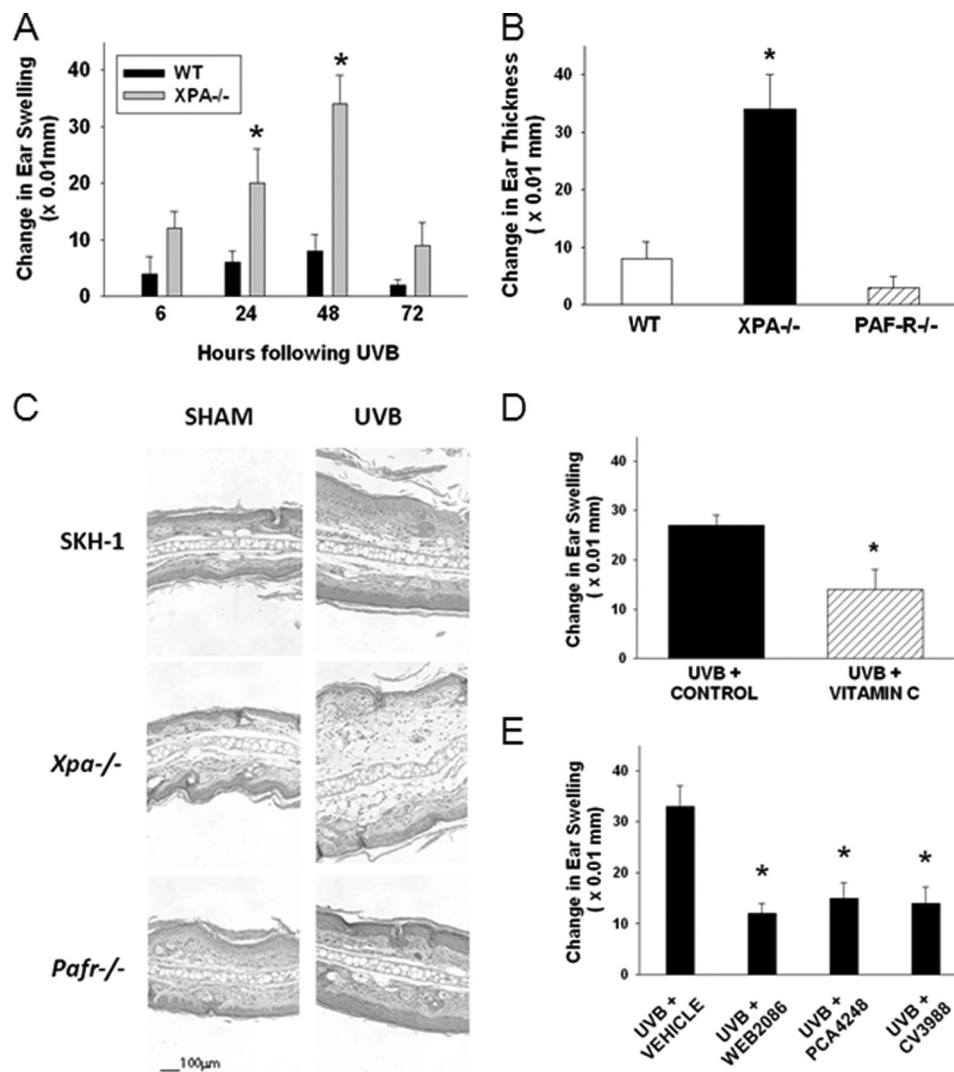 A
Change in Ear Swelling
(x 0.01mm)
40
30
20
10
0
WT
XPA-/-
*
*
6 24 48 72
Hours following UVB
B
Change in Ear Thickness
( x 0.01 mm)
40
30
20
10
0
*
WT XPA-/- PAF-R-/-
C
SHAM UVB
SKH-1
Xpa-/-
Pafr-/-
100µm
D
Change in Ear Swelling
( x 0.01 mm)
40
30
20
10
0
*
UVB +
CONTROL
UVB +
VITAMIN C
E
Change in Ear Swelling
( x 0.01 mm)
40
30
20
10
0
*
*
*
UVB +
VEHICLE
UVB +
WEB2086
UVB +
PCA4248
UVB +
CV3988